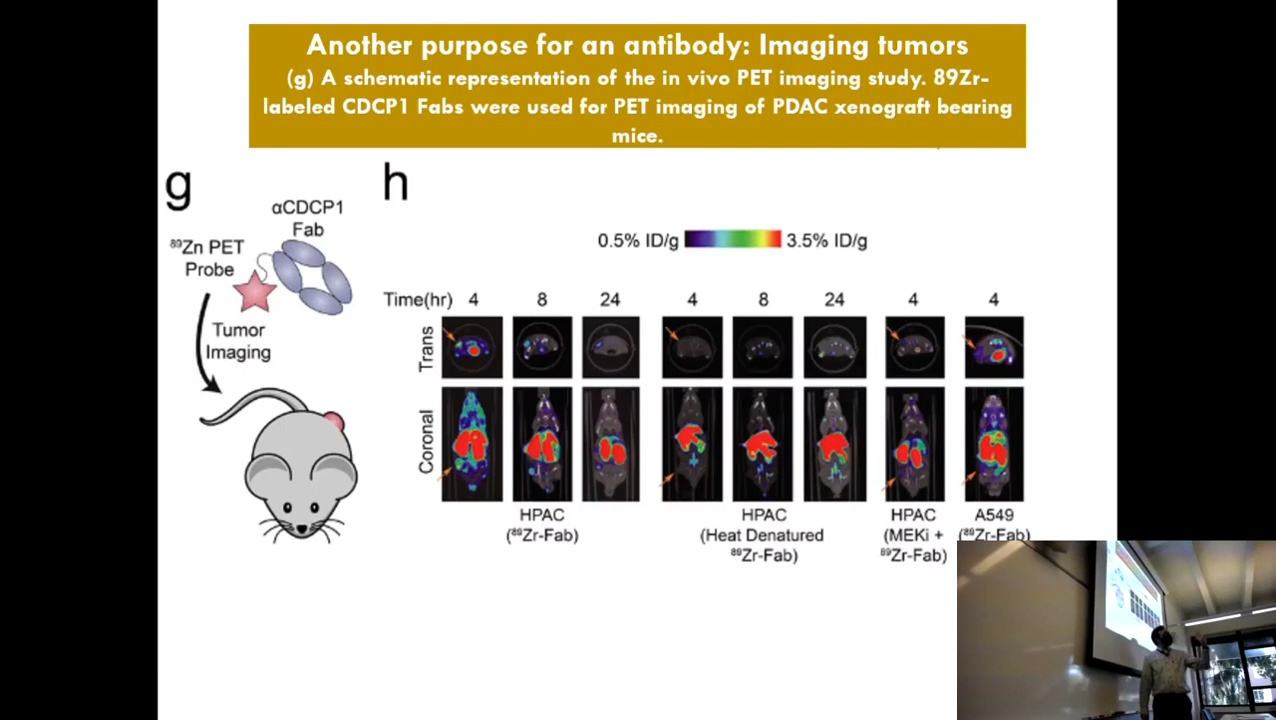 Another purpose for an antibody: Imaging tumors
(g) A schematic representation of the in vivo PET imaging study. 89Zr-
labeled CDCP1 Fabs were used for PET imaging of PDAC xenograft bearing
mice.
g
αCDCP1
Fab
⁸⁹Zn PET
Probe
Tumor
Imaging
h
0.5% ID/g 3.5% ID/g
Time(hr) 4 8 24 4 8 24 4 4
Trans
Coronal
HPAC
(⁸⁹Zr-Fab)
HPAC
(Heat Denatured
⁸⁹Zr-Fab)
HPAC
(MEKi +
⁸⁹Zr-Fab)
A549
(⁸⁹Zr-Fab)